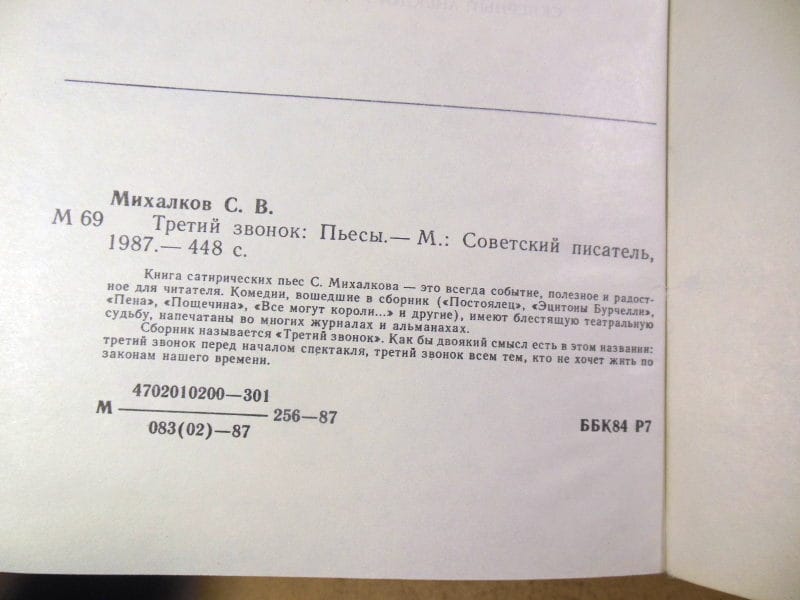 Михалков С. В.
М 69 Третий звонок: Пьесы.— М.: Советский писатель,
1987.— 448 с.
Книга сатирических пьес С. Михалкова — это всегда событие, полезное и радост-
ное для читателя. Комедии, вошедшие в сборник («Постоялец», «Эцитоны Бурчелли»,
«Пена», «Пощечина», «Все могут короли...» и другие), имеют блестящую театральную
судьбу, напечатаны во многих журналах и альманахах.
Сборник называется «Третий звонок». Как бы двоякий смысл есть в этом названии:
третий звонок перед началом спектакля, третий звонок всем тем, кто не хочет жить по
законам нашего времени.
4702010200—301
М 256—87
083(02)—87
ББК84 Р7